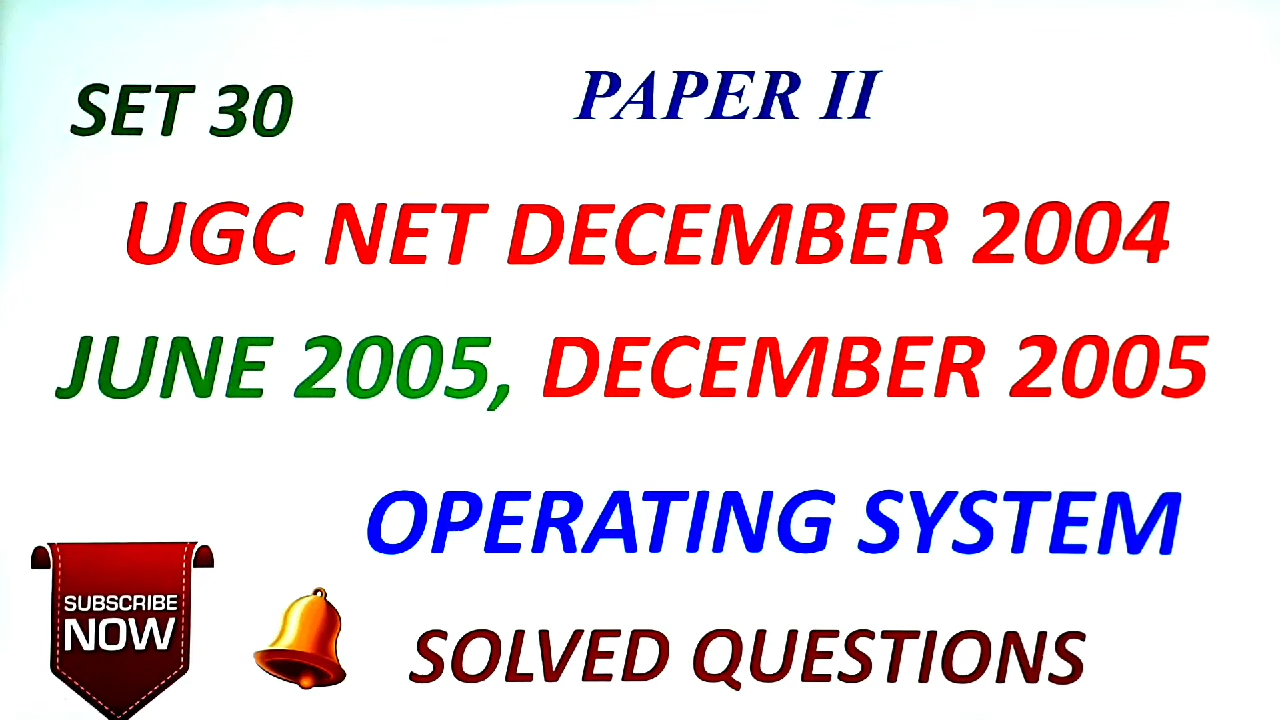 SET 30
PAPER II
UGC NET DECEMBER 2004
JUNE 2005, DECEMBER 2005
OPERATING SYSTEM
SUBSCRIBE
NOW
SOLVED QUESTIONS